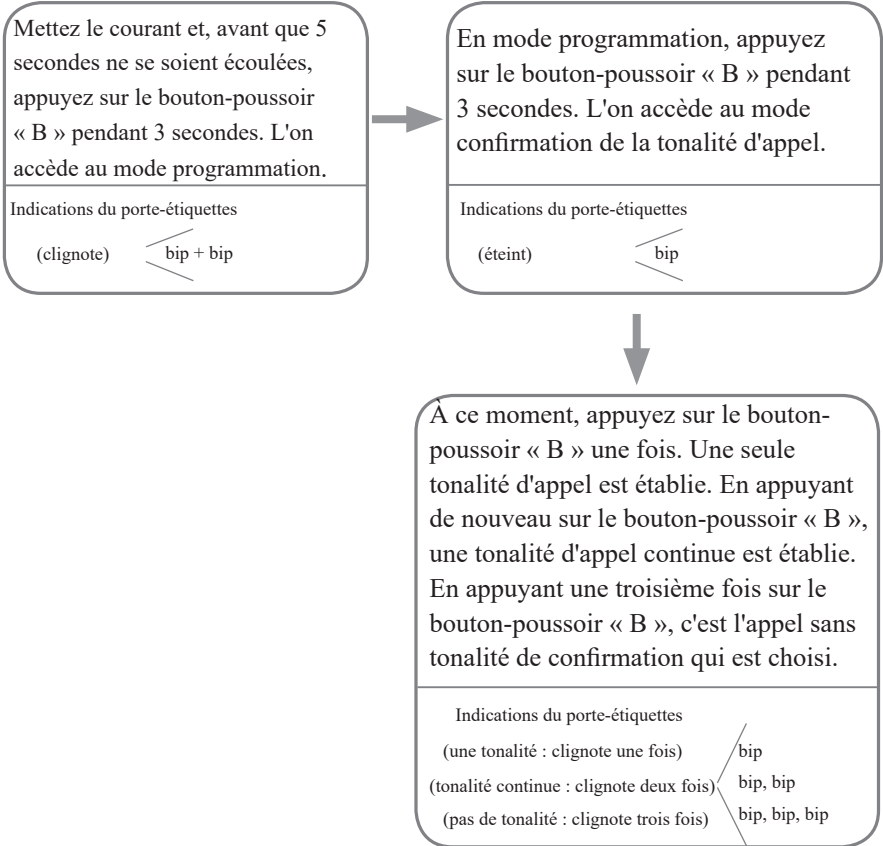 Mettez le courant et, avant que 5
secondes ne se soient écoulées,
appuyez sur le bouton-poussoir
« B » pendant 3 secondes. L'on
accède au mode programmation.
Indications du porte-étiquettes
(clignote) bip + bip
En mode programmation, appuyez
sur le bouton-poussoir « B » pendant
3 secondes. L'on accède au mode
confirmation de la tonalité d'appel.
Indications du porte-étiquettes
(éteint) bip
À ce moment, appuyez sur le bouton-
poussoir « B » une fois. Une seule
tonalité d'appel est établie. En appuyant
de nouveau sur le bouton-poussoir « B »,
une tonalité d'appel continue est établie.
En appuyant une troisième fois sur le
bouton-poussoir « B », c'est l'appel sans
tonalité de confirmation qui est choisi.
Indications du porte-étiquettes
(une tonalité : clignote une fois) bip
(tonalité continue : clignote deux fois) bip, bip
(pas de tonalité : clignote trois fois) bip, bip, bip